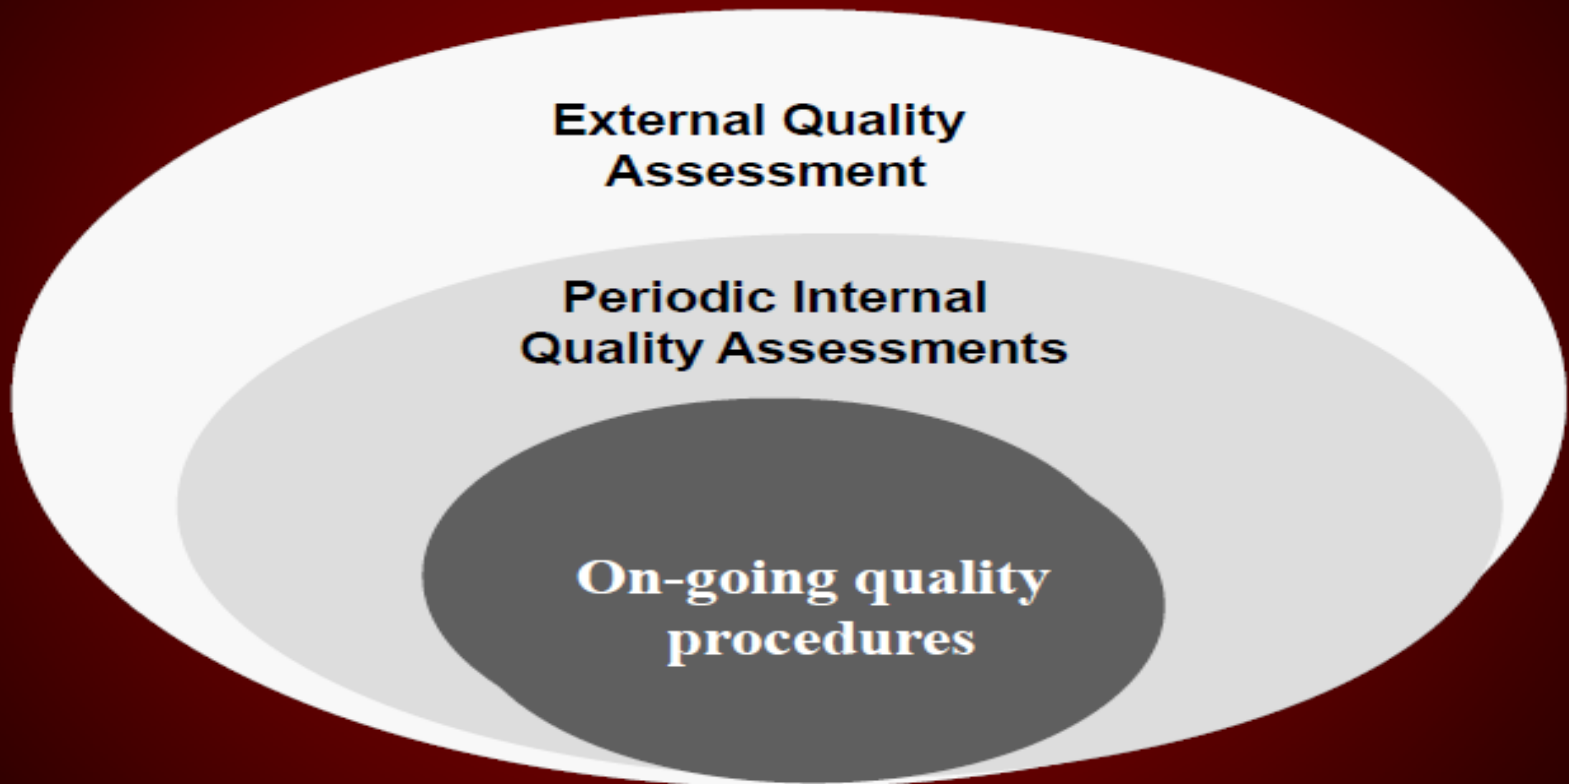 External Quality
Assessment
Periodic Internal
Quality Assessments
On-going quality
procedures